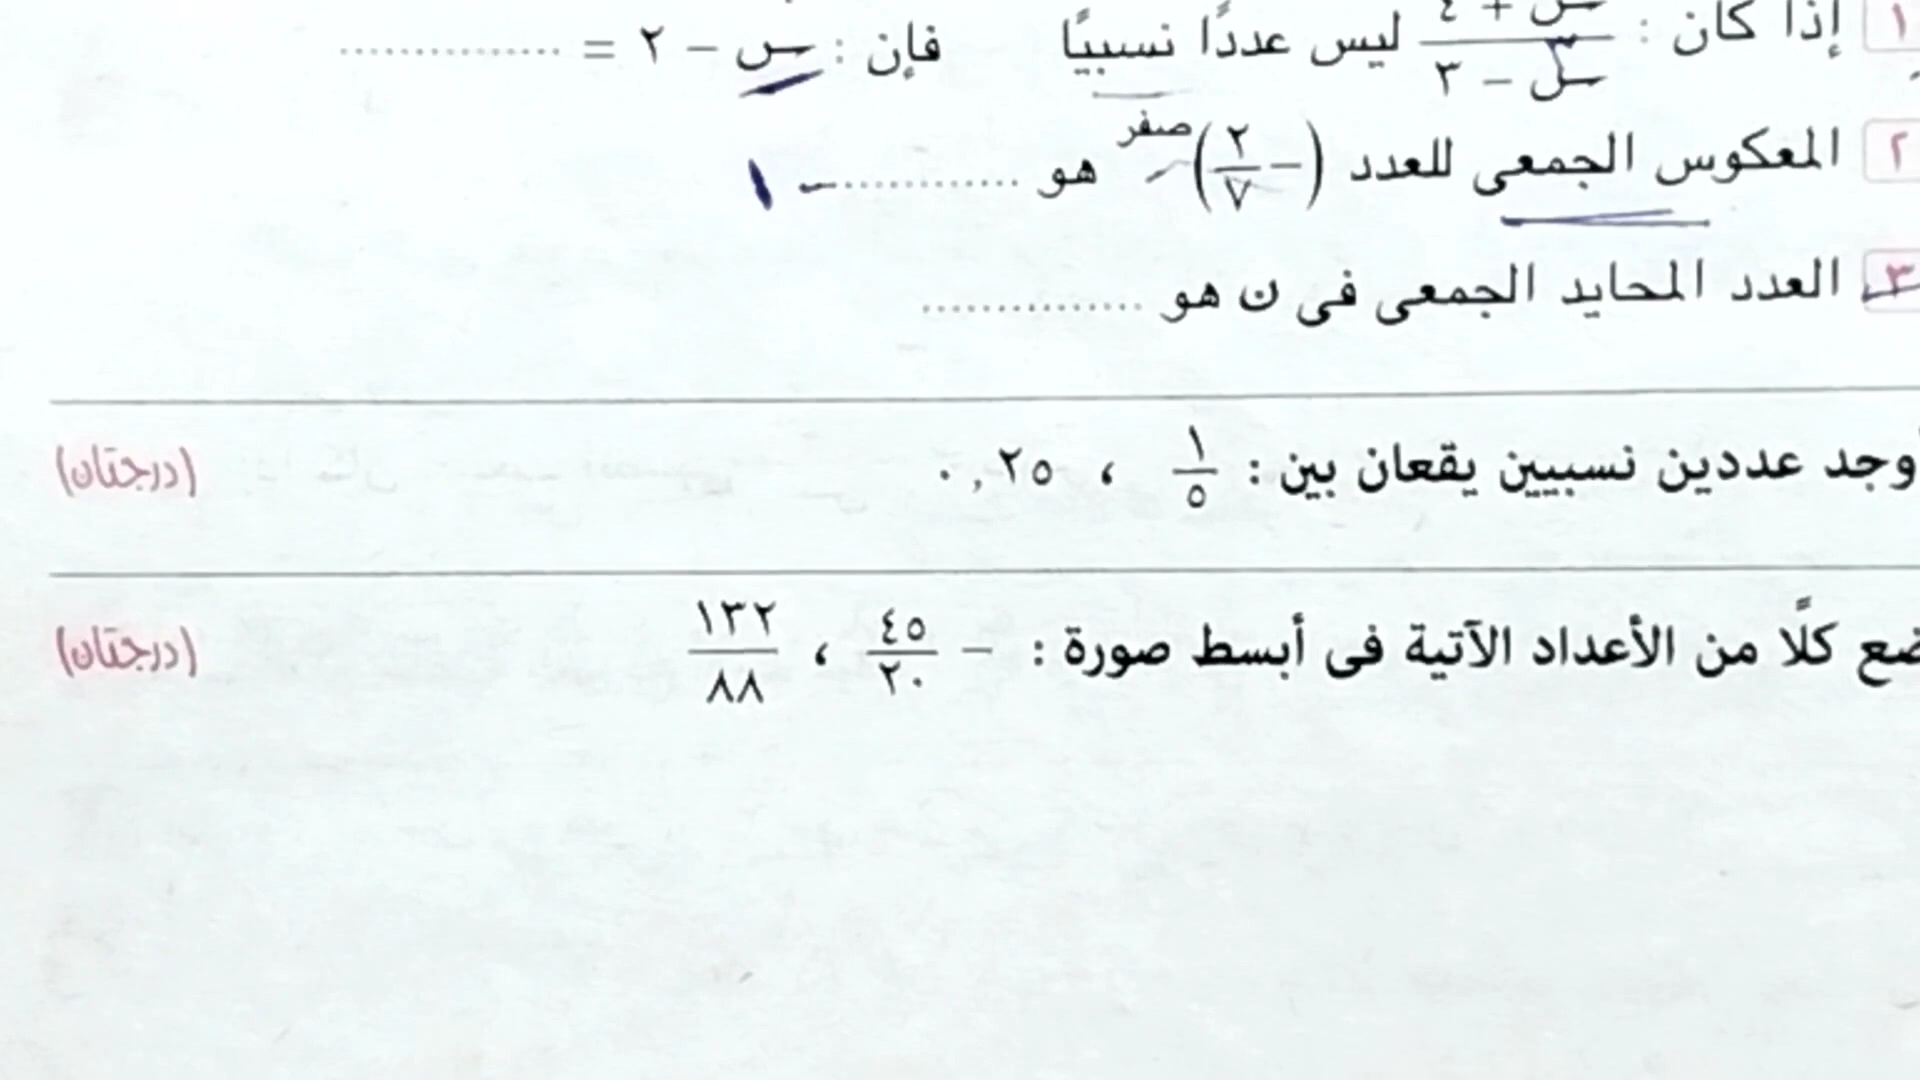 ١ إذا كان : س + ٤ / س - ٣ ليس عددًا نسبيًا فإن : س - ٢ = ..............
٢ المعكوس الجمعى للعدد (- ٢/٧)صفر هو .............. - ١
٣ العدد المحايد الجمعى فى ن هو ..............
وجد عددين نسبيين يقعان بين : ١/٥ ، ٠,٢٥ (درجتان)
ضع كلًا من الأعداد الآتية فى أبسط صورة : - ٤٥/٢٠ ، ١٣٢/٨٨ (درجتان)